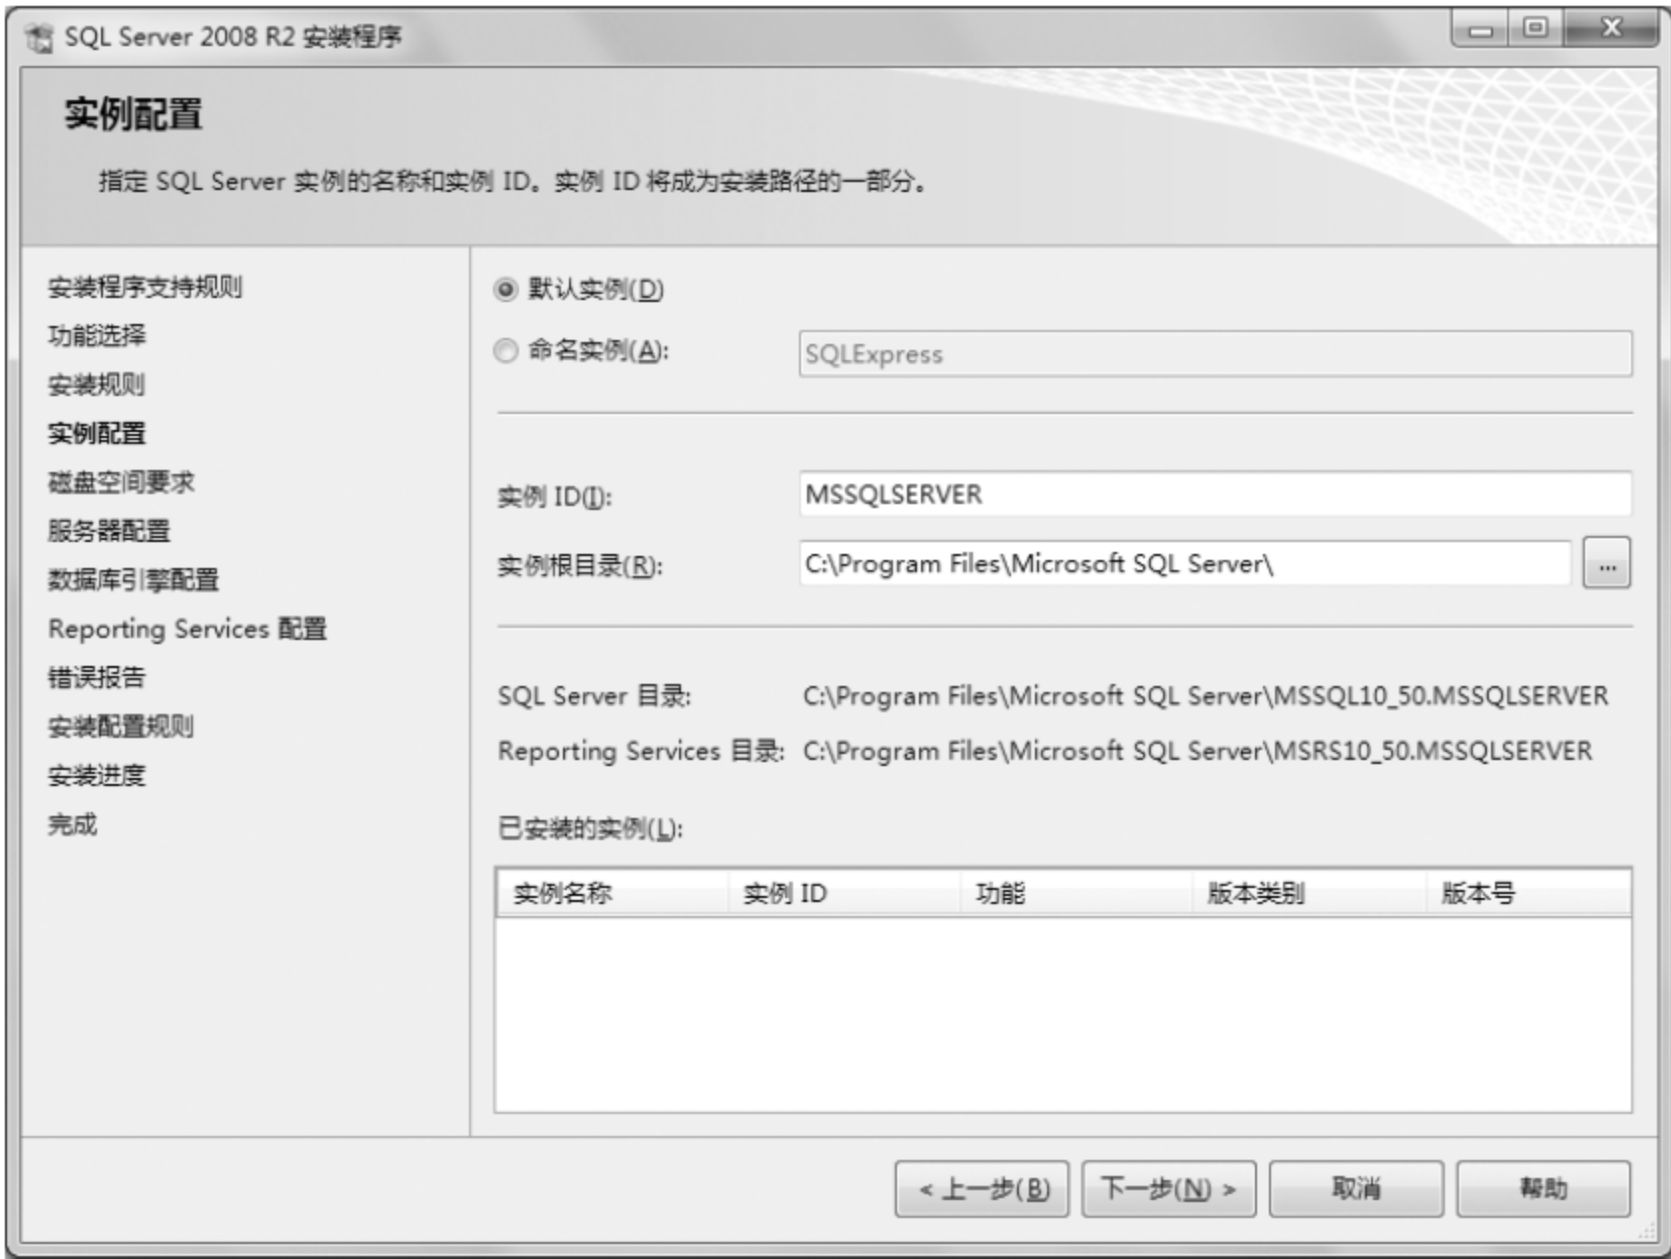 SQL Server 2008 R2 安装程序
实例配置
指定 SQL Server 实例的名称和实例 ID。实例 ID 将成为安装路径的一部分。
安装程序支持规则
功能选择
安装规则
实例配置
磁盘空间要求
服务器配置
数据库引擎配置
Reporting Services 配置
错误报告
安装配置规则
安装进度
完成
默认实例(D)
命名实例(A): SQLExpress
实例 ID(I): MSSQLSERVER
实例根目录(R): C:\Program Files\Microsoft SQL Server\ ...
SQL Server 目录: C:\Program Files\Microsoft SQL Server\MSSQL10_50.MSSQLSERVER
Reporting Services 目录: C:\Program Files\Microsoft SQL Server\MSRS10_50.MSSQLSERVER
已安装的实例(L):
实例名称 实例 ID 功能 版本类别 版本号
< 上一步(B) 下一步(N) > 取消 帮助